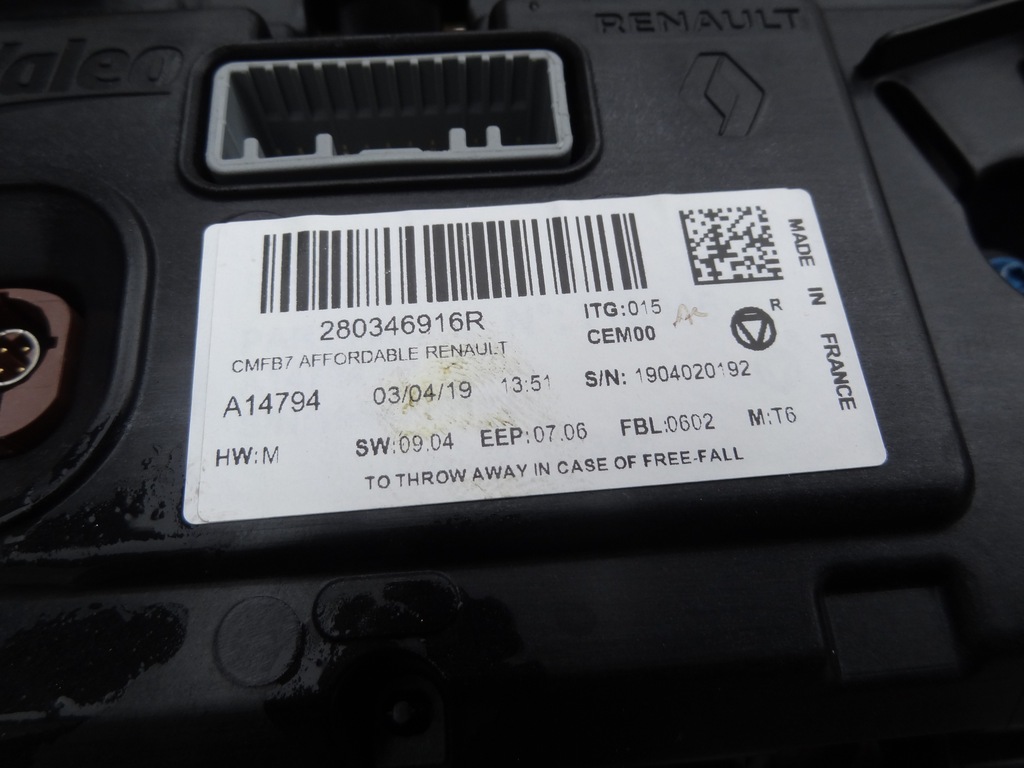 Valeo
RENAULT
280346916R
ITG:015
CEM00
R
CMFB7 AFFORDABLE RENAULT
A14794 03/04/19 13:51 S/N: 1904020192
HW:M SW:09.04 EEP:07.06 FBL:0602 M:T6
TO THROW AWAY IN CASE OF FREE-FALL
MADE IN FRANCE